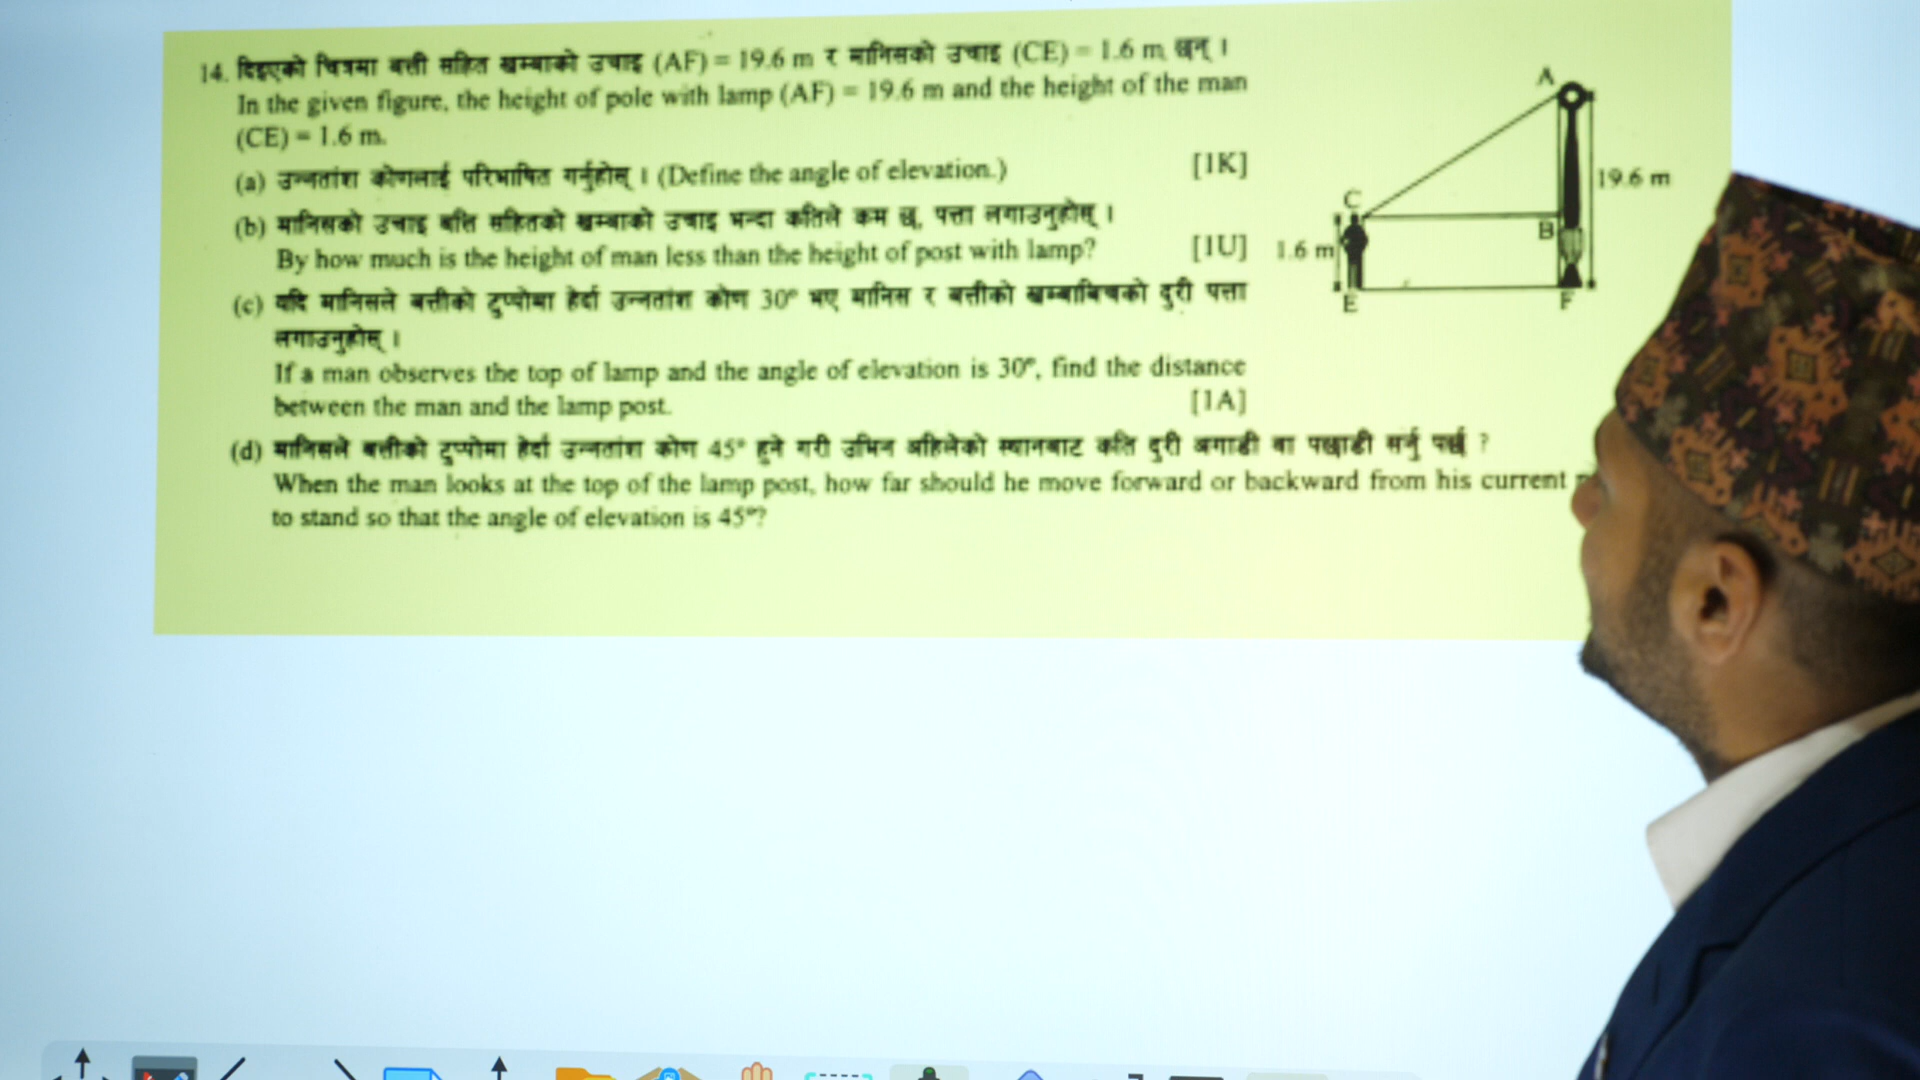 14. दिइएको चित्रमा बत्ती सहित खम्बाको उचाइ (AF) = 19.6 m र मानिसको उचाइ (CE) = 1.6 m छन् ।
In the given figure, the height of pole with lamp (AF) = 19.6 m and the height of the man
(CE) = 1.6 m.
(a) उन्नतांश कोणलाई परिभाषित गर्नुहोस् । (Define the angle of elevation.) [1K]
(b) मानिसको उचाइ बत्ति सहितको खम्बाको उचाइ भन्दा कतिले कम छ, पत्ता लगाउनुहोस् ।
By how much is the height of man less than the height of post with lamp? [1U]
(c) यदि मानिसले बत्तीको टुप्पोमा हेर्दा उन्नतांश कोण 30° भए मानिस र बत्तीको खम्बाबिचको दुरी पत्ता
लगाउनुहोस् ।
If a man observes the top of lamp and the angle of elevation is 30°, find the distance
between the man and the lamp post. [1A]
(d) मानिसले बत्तीको टुप्पोमा हेर्दा उन्नतांश कोण 45° हुने गरी उभिन अहिलेको स्थानबाट कति दुरी अगाडी वा पछाडी सर्नु पर्छ ?
When the man looks at the top of the lamp post, how far should he move forward or backward from his current
to stand so that the angle of elevation is 45°?
A
19.6 m
C
B
1.6 m
E
F